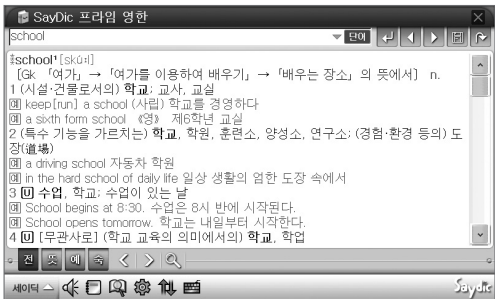 SayDic 프라임 영한
school
단어
‡school¹ [skúːl]
[Gk 「여가」 → 「여가를 이용하여 배우기」 → 「배우는 장소」의 뜻에서] n.
1 (시설·건물로서의) 학교; 교사, 교실
예 keep[run] a school (사립) 학교를 경영하다
예 a sixth form school 《영》 제6학년 교실
2 (특수 기능을 가르치는) 학교, 학원, 훈련소, 양성소, 연구소; (경험·환경 등의) 도
장(道場)
예 a driving school 자동차 학원
예 in the hard school of daily life 일상 생활의 엄한 도장 속에서
3 U 수업, 학교; 수업이 있는 날
예 School begins at 8:30. 수업은 8시 반에 시작된다.
예 School opens tomorrow. 학교는 내일부터 시작한다.
4 U [무관사로] (학교 교육의 의미에서의) 학교, 학업
전 뜻 예 숙
세이딕
Saydic